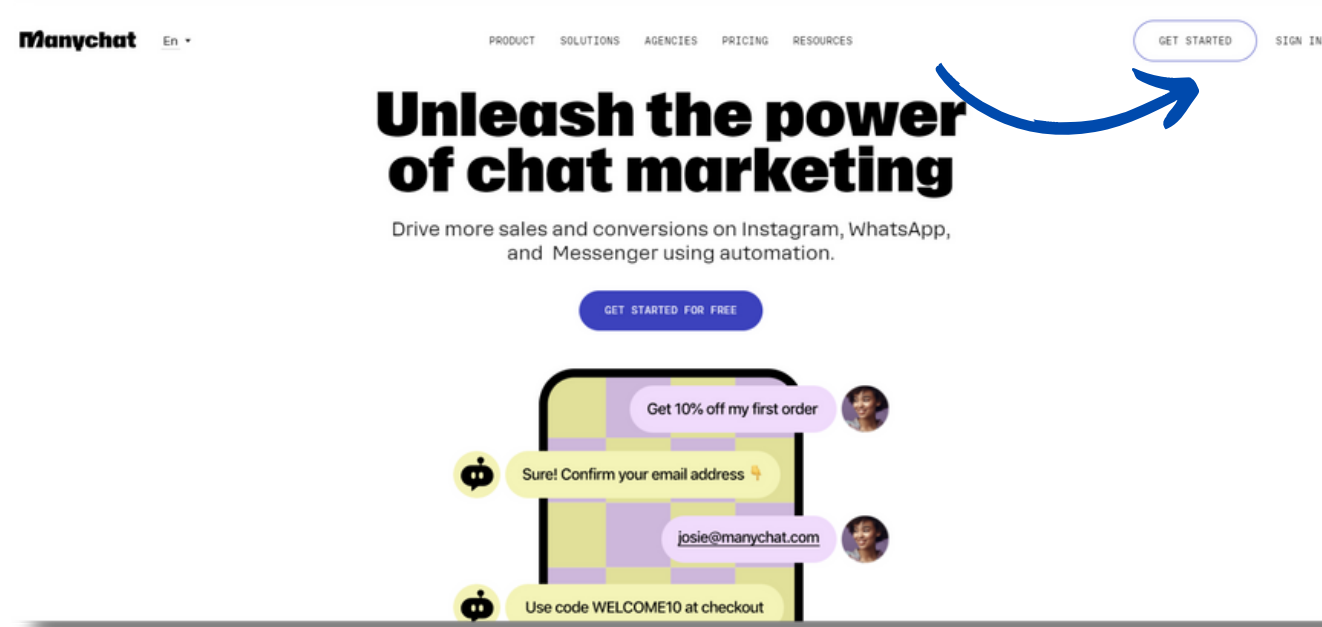 Manychat En
PRODUCT SOLUTIONS AGENCIES PRICING RESOURCES
GET STARTED SIGN IN
Unleash the power
of chat marketing
Drive more sales and conversions on Instagram, WhatsApp,
and Messenger using automation.
GET STARTED FOR FREE
Get 10% off my first order
Sure! Confirm your email address 👇
josie@manychat.com
Use code WELCOME10 at checkout